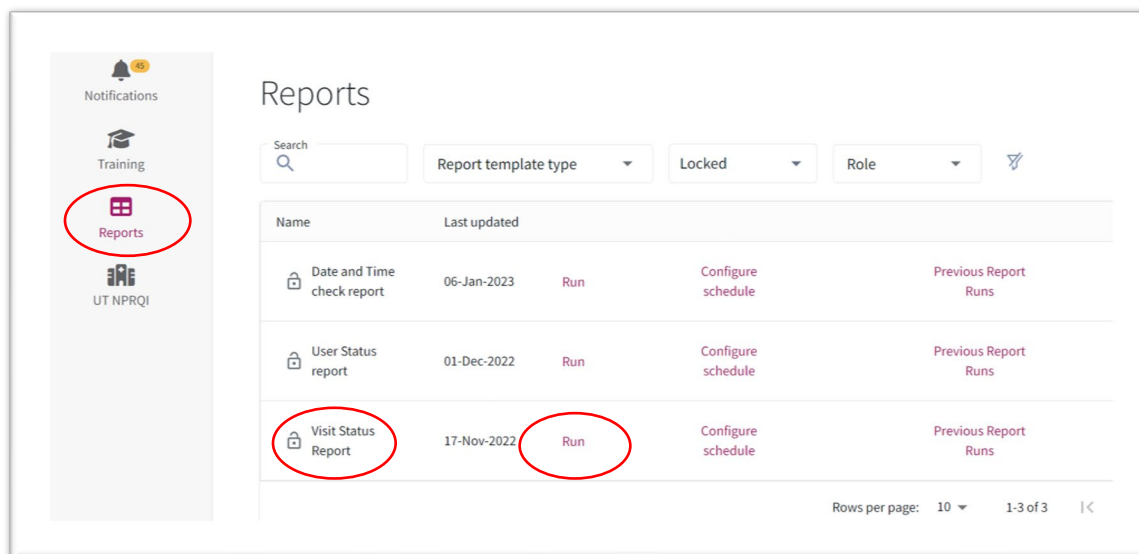 45
Notifications
Training
Reports
UT NPRQI
Reports
Search
Report template type
Locked
Role
Name Last updated
Date and Time
check report
06-Jan-2023
Run
Configure
schedule
Previous Report
Runs
User Status
report
01-Dec-2022
Run
Configure
schedule
Previous Report
Runs
Visit Status
Report
17-Nov-2022
Run
Configure
schedule
Previous Report
Runs
Rows per page: 10 1-3 of 3